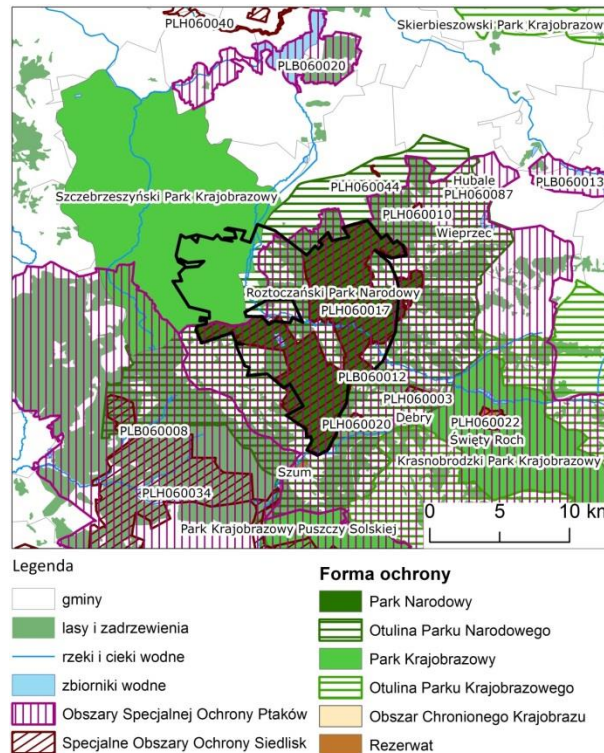 PLH060040
Skierbieszowski Park Krajobrazow
PLB060020
Szczebrzeszyński Park Krajobrazowy
PLH060044
Hubale
PLB060013
PLH060087
PLH060010
Wieprzec
Roztoczański Park Narodowy
PLH060017
PLB060012
PLH060003
PLH060022
PLB060008
PLH060020
Debry
Święty Roch
Krasnobrodzki Park Krajobrazowy
Szum
PLH060034
Park Krajobrazowy Puszczy Solskiej
0 5 10 km
Legenda
gminy
lasy i zadrzewienia
rzeki i cieki wodne
zbiorniki wodne
Obszary Specjalnej Ochrony Ptaków
Specjalne Obszary Ochrony Siedlisk
Forma ochrony
Park Narodowy
Otulina Parku Narodowego
Park Krajobrazowy
Otulina Parku Krajobrazowego
Obszar Chronionego Krajobrazu
Rezerwat